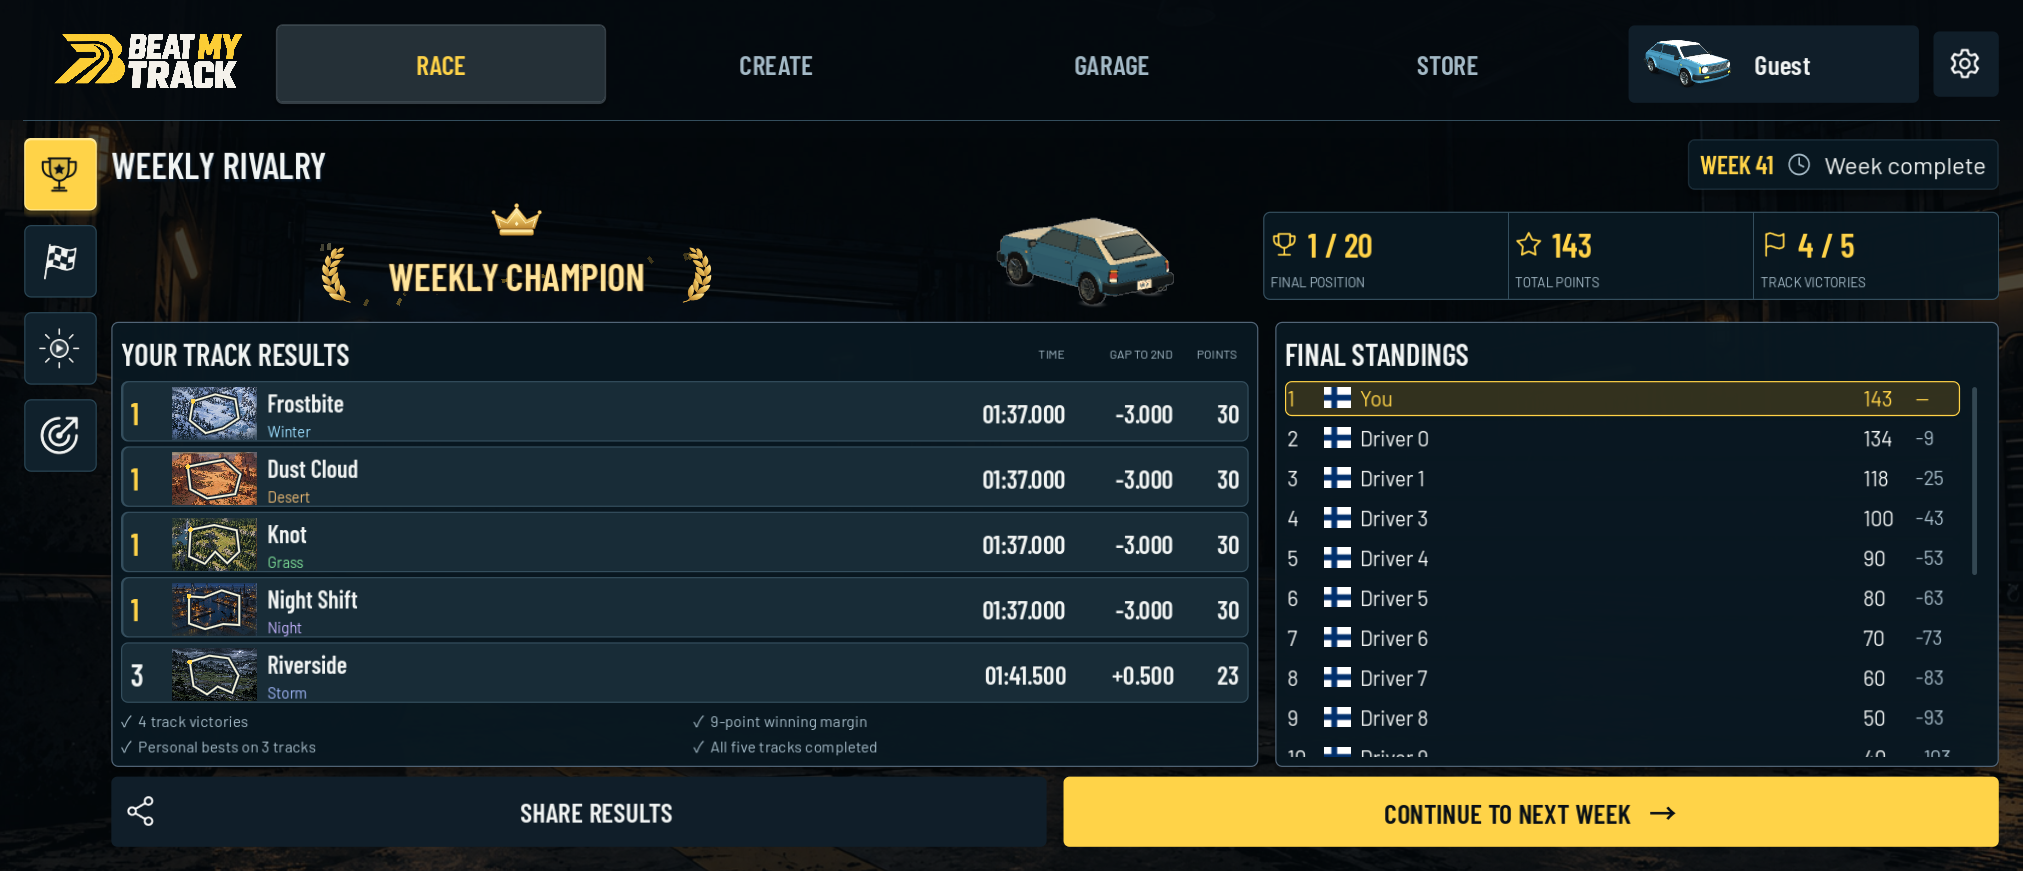 BEAT MY
TRACK
RACE
CREATE
GARAGE
STORE
Guest
WEEKLY RIVALRY
WEEK 41 Week complete
WEEKLY CHAMPION
1 / 20
FINAL POSITION
143
TOTAL POINTS
4 / 5
TRACK VICTORIES
YOUR TRACK RESULTS TIME GAP TO 2ND POINTS
1 Frostbite 01:37.000 -3.000 30
Winter
1 Dust Cloud 01:37.000 -3.000 30
Desert
1 Knot 01:37.000 -3.000 30
Grass
1 Night Shift 01:37.000 -3.000 30
Night
3 Riverside 01:41.500 +0.500 23
Storm
✓ 4 track victories
✓ 9-point winning margin
✓ Personal bests on 3 tracks
✓ All five tracks completed
FINAL STANDINGS
1 You 143 –
2 Driver 0 134 -9
3 Driver 1 118 -25
4 Driver 3 100 -43
5 Driver 4 90 -53
6 Driver 5 80 -63
7 Driver 6 70 -73
8 Driver 7 60 -83
9 Driver 8 50 -93
10 Driver 9 40 -103
SHARE RESULTS
CONTINUE TO NEXT WEEK →